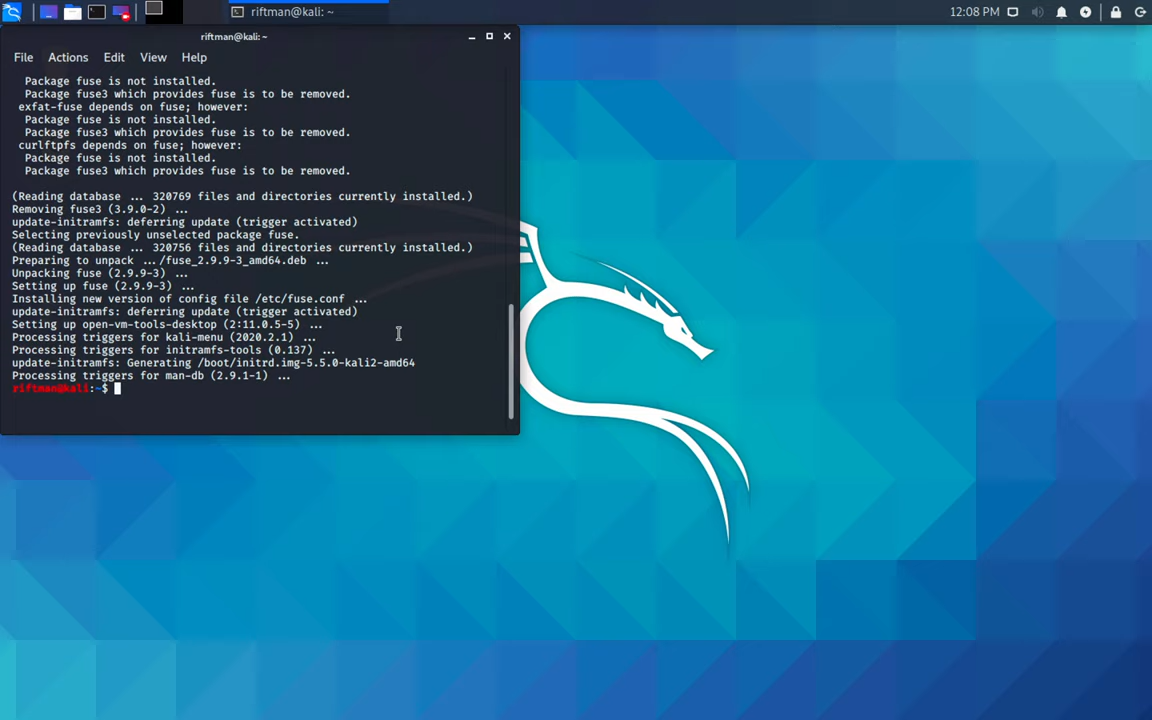 riftman@kali: ~
12:08 PM
riftman@kali: ~
File Actions Edit View Help
Package fuse is not installed.
Package fuse3 which provides fuse is to be removed.
exfat-fuse depends on fuse; however:
Package fuse is not installed.
Package fuse3 which provides fuse is to be removed.
curlftpfs depends on fuse; however:
Package fuse is not installed.
Package fuse3 which provides fuse is to be removed.
(Reading database ... 320769 files and directories currently installed.)
Removing fuse3 (3.9.0-2) ...
update-initramfs: deferring update (trigger activated)
Selecting previously unselected package fuse.
(Reading database ... 320756 files and directories currently installed.)
Preparing to unpack .../fuse_2.9.9-3_amd64.deb ...
Unpacking fuse (2.9.9-3) ...
Setting up fuse (2.9.9-3) ...
Installing new version of config file /etc/fuse.conf ...
update-initramfs: deferring update (trigger activated)
Setting up open-vm-tools-desktop (2:11.0.5-5) ...
Processing triggers for kali-menu (2020.2.1) ...
Processing triggers for initramfs-tools (0.137) ...
update-initramfs: Generating /boot/initrd.img-5.5.0-kali2-amd64
Processing triggers for man-db (2.9.1-1) ...
riftman@kali:~$